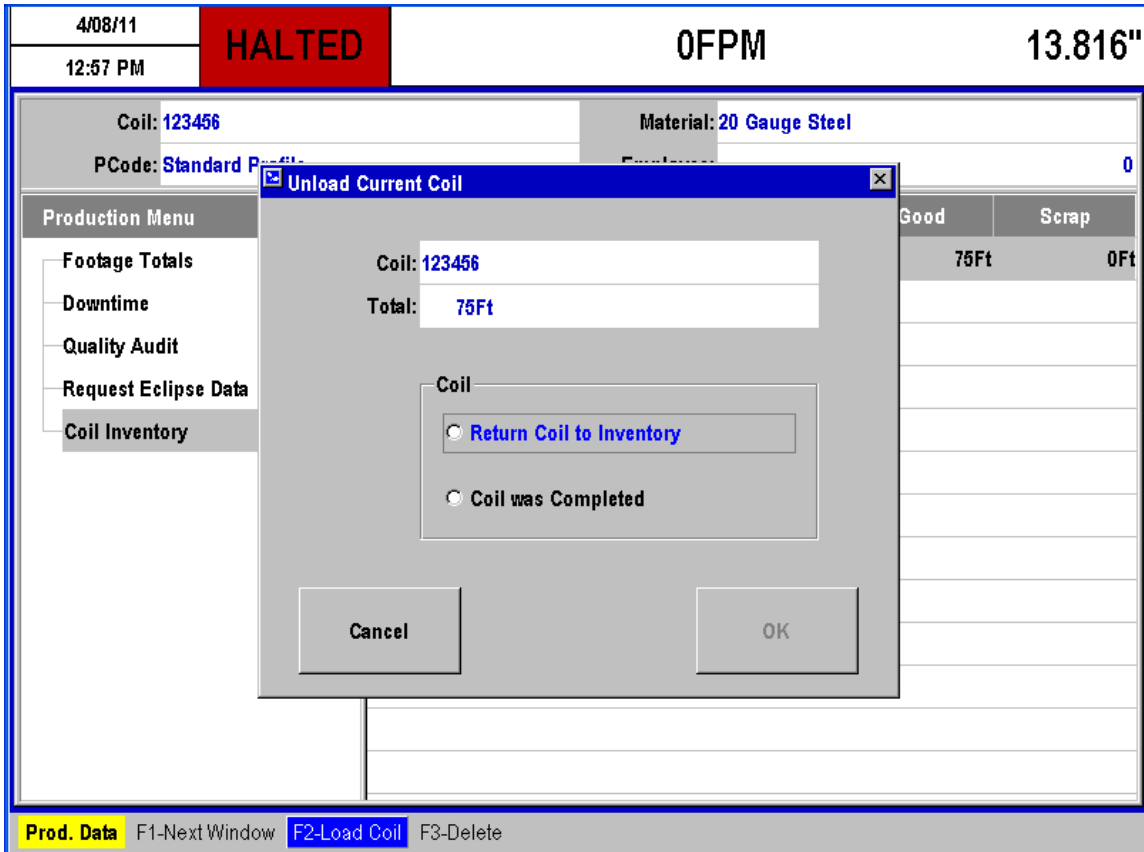 4/08/11
12:57 PM
HALTED
0FPM
13.816"
Coil: 123456
Material: 20 Gauge Steel
PCode: Standard
0
Unload Current Coil
Production Menu
Good
Scrap
Footage Totals
75Ft
0Ft
Downtime
Quality Audit
Request Eclipse Data
Coil Inventory
Coil: 123456
Total: 75Ft
Coil
Return Coil to Inventory
Coil was Completed
Cancel
OK
Prod. Data F1-Next Window F2-Load Coil F3-Delete